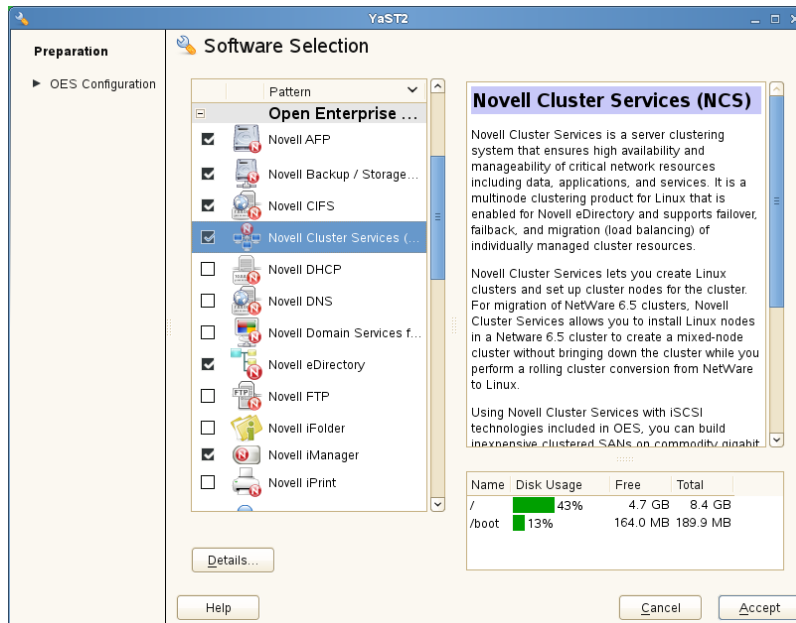 YaST2
Preparation
OES Configuration
Software Selection
Pattern
Open Enterprise ...
Novell AFP
Novell Backup / Storage...
Novell CIFS
Novell Cluster Services (...
Novell DHCP
Novell DNS
Novell Domain Services f...
Novell eDirectory
FTP
Novell FTP
Novell iFolder
Novell iManager
Novell iPrint
Details...
Novell Cluster Services (NCS)
Novell Cluster Services is a server clustering
system that ensures high availability and
manageability of critical network resources
including data, applications, and services. It is a
multinode clustering product for Linux that is
enabled for Novell eDirectory and supports failover,
failback, and migration (load balancing) of
individually managed cluster resources.
Novell Cluster Services lets you create Linux
clusters and set up cluster nodes for the cluster.
For migration of NetWare 6.5 clusters, Novell
Cluster Services allows you to install Linux nodes
in a Netware 6.5 cluster to create a mixed-node
cluster without bringing down the cluster while you
perform a rolling cluster conversion from NetWare
to Linux.
Using Novell Cluster Services with iSCSI
technologies included in OES, you can build
inexpensive clustered SANs on commodity gigabit
Name Disk Usage Free Total
/ 43% 4.7 GB 8.4 GB
/boot 13% 164.0 MB 189.9 MB
Help
Cancel
Accept